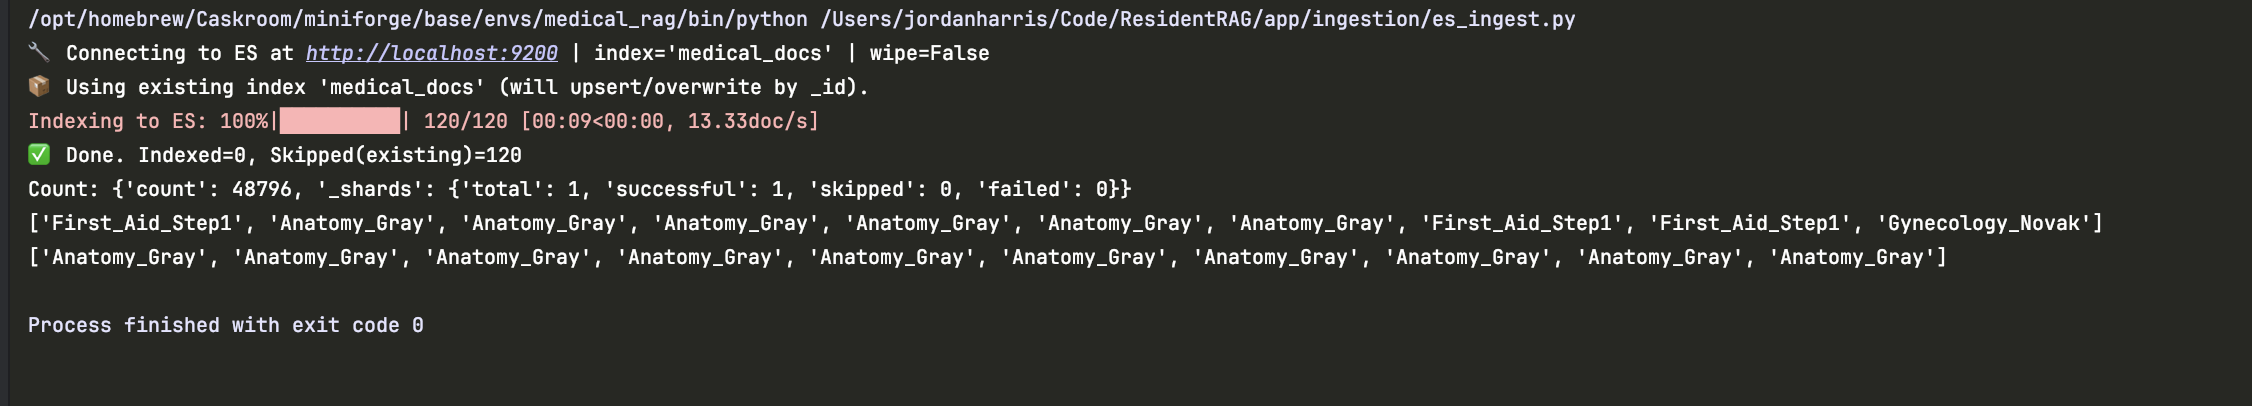 /opt/homebrew/Caskroom/miniforge/base/envs/medical_rag/bin/python /Users/jordanharris/Code/ResidentRAG/app/ingestion/es_ingest.py
🔧 Connecting to ES at http://localhost:9200 | index='medical_docs' | wipe=False
📦 Using existing index 'medical_docs' (will upsert/overwrite by _id).
Indexing to ES: 100%|██████████| 120/120 [00:09<00:00, 13.33doc/s]
✅ Done. Indexed=0, Skipped(existing)=120
Count: {'count': 48796, '_shards': {'total': 1, 'successful': 1, 'skipped': 0, 'failed': 0}}
['First_Aid_Step1', 'Anatomy_Gray', 'Anatomy_Gray', 'Anatomy_Gray', 'Anatomy_Gray', 'Anatomy_Gray', 'Anatomy_Gray', 'First_Aid_Step1', 'First_Aid_Step1', 'Gynecology_Novak']
['Anatomy_Gray', 'Anatomy_Gray', 'Anatomy_Gray', 'Anatomy_Gray', 'Anatomy_Gray', 'Anatomy_Gray', 'Anatomy_Gray', 'Anatomy_Gray', 'Anatomy_Gray', 'Anatomy_Gray']
Process finished with exit code 0